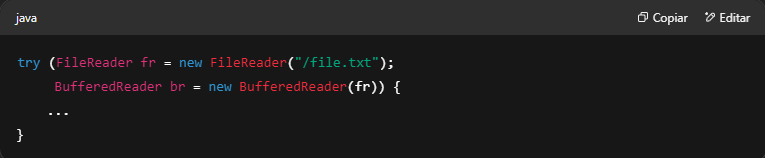 java
Copiar
Editar
try (FileReader fr = new FileReader("/file.txt");
     BufferedReader br = new BufferedReader(fr)) {
    ...
}